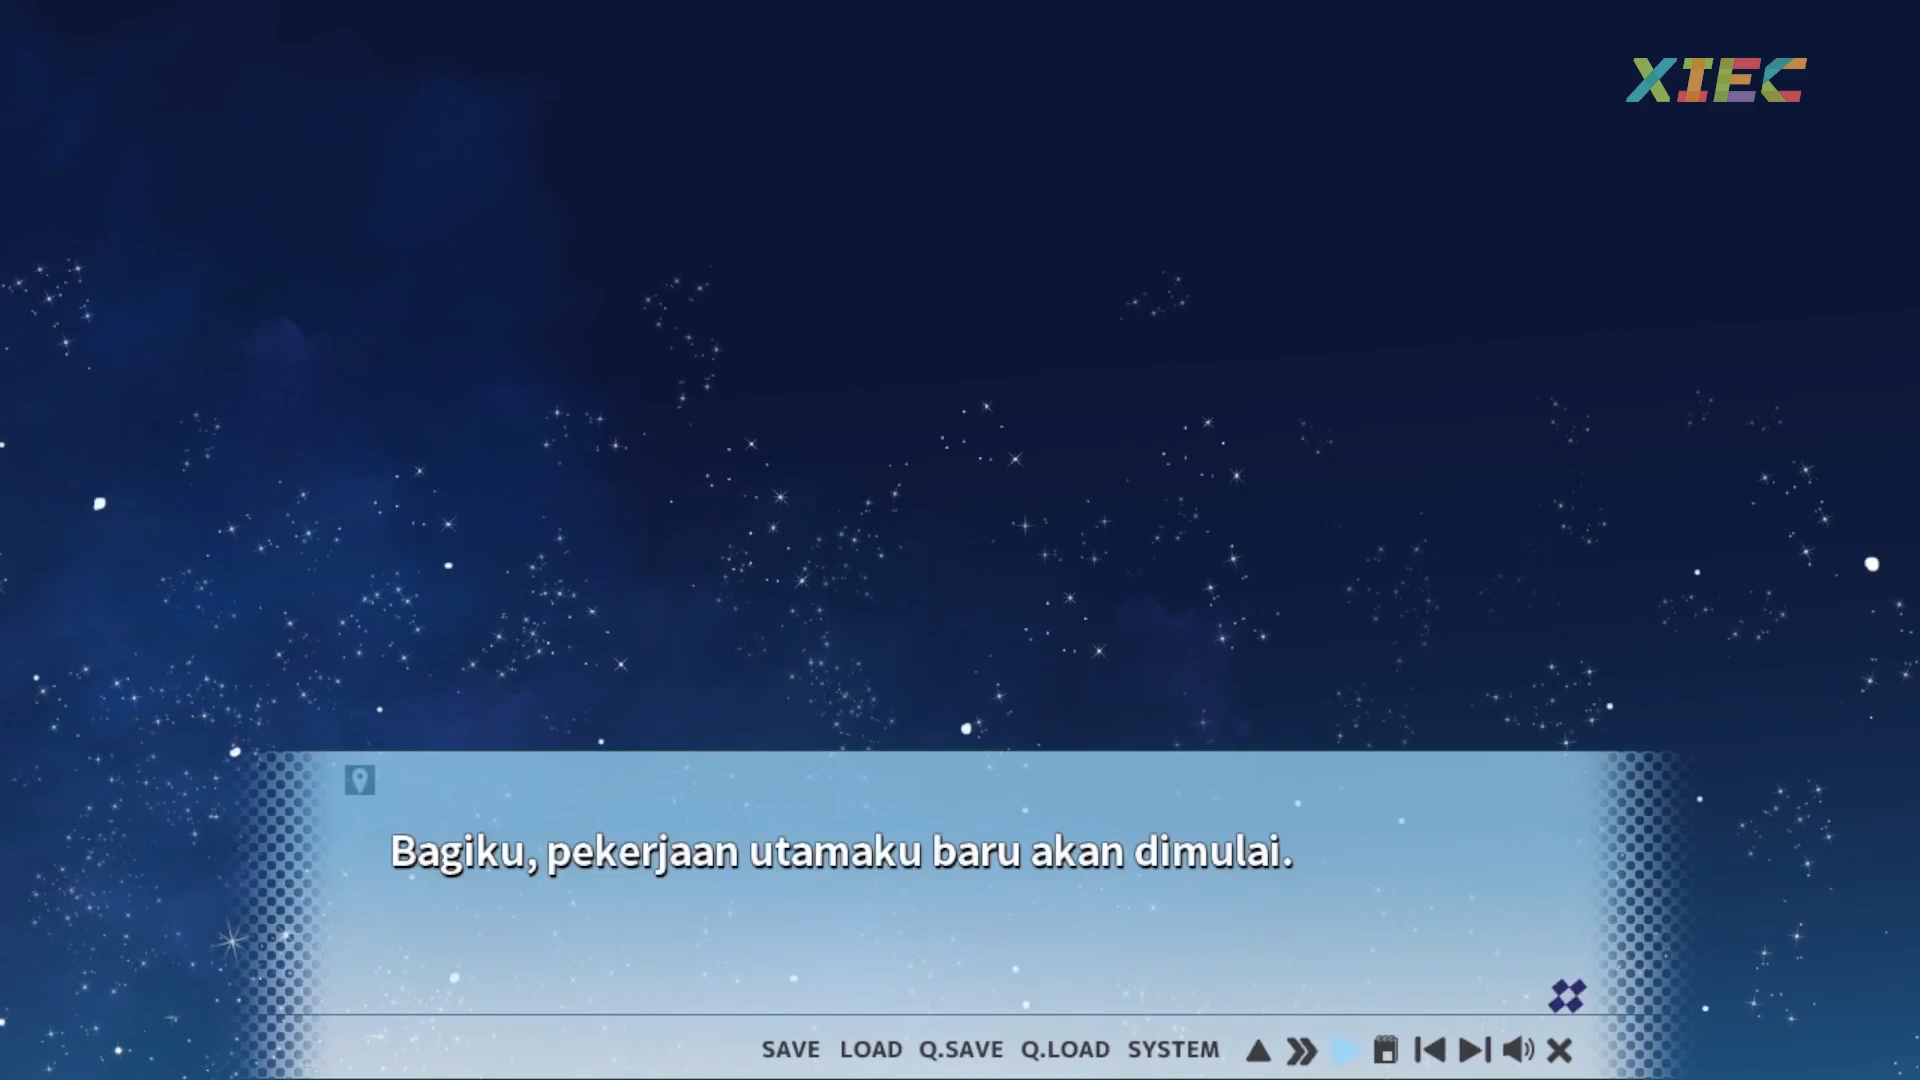 XIEC
Bagiku, pekerjaan utamaku baru akan dimulai.
SAVE LOAD Q.SAVE Q.LOAD SYSTEM